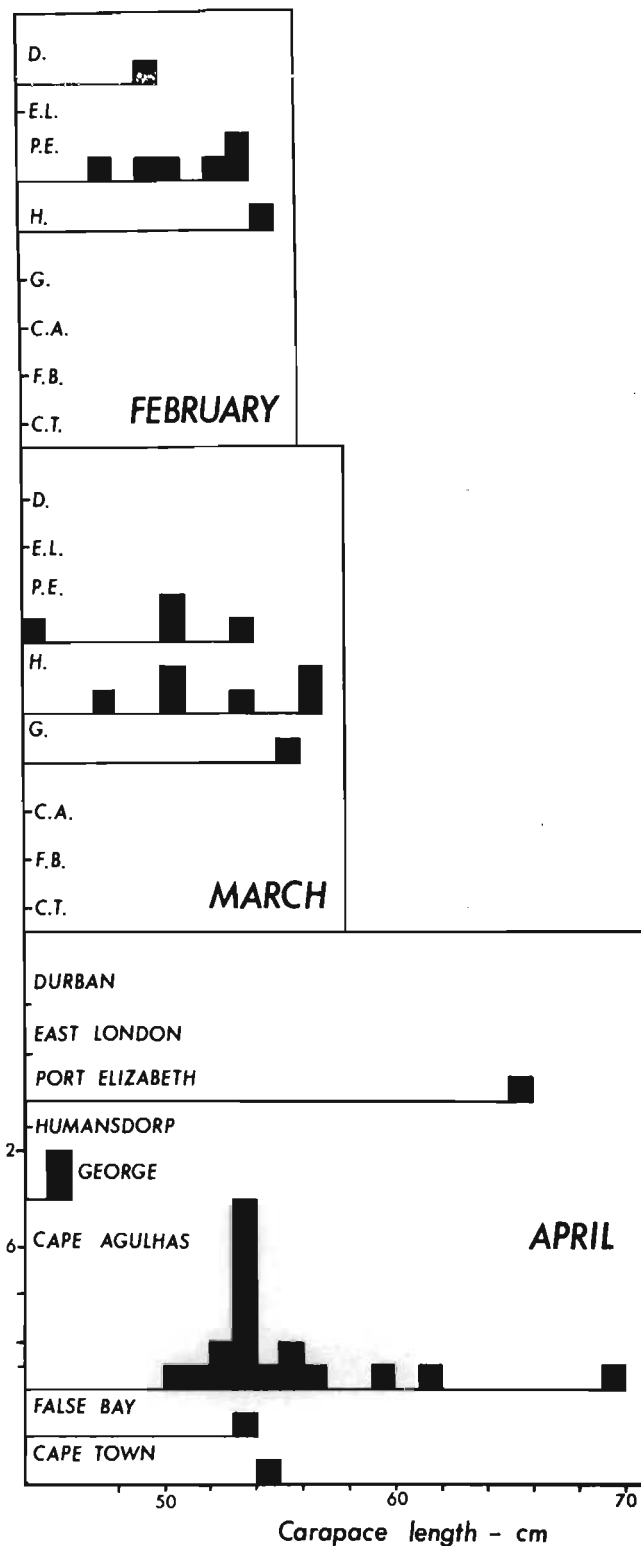 D.
E.L.
P.E.
H.
G.
C.A.
F.B.
C.T.
FEBRUARY
D.
E.L.
P.E.
H.
G.
C.A.
F.B.
C.T.
MARCH
DURBAN
EAST LONDON
PORT ELIZABETH
HUMANSDORP
2
GEORGE
6
CAPE AGULHAS
APRIL
FALSE BAY
CAPE TOWN
50 60 70
Carapace length - cm